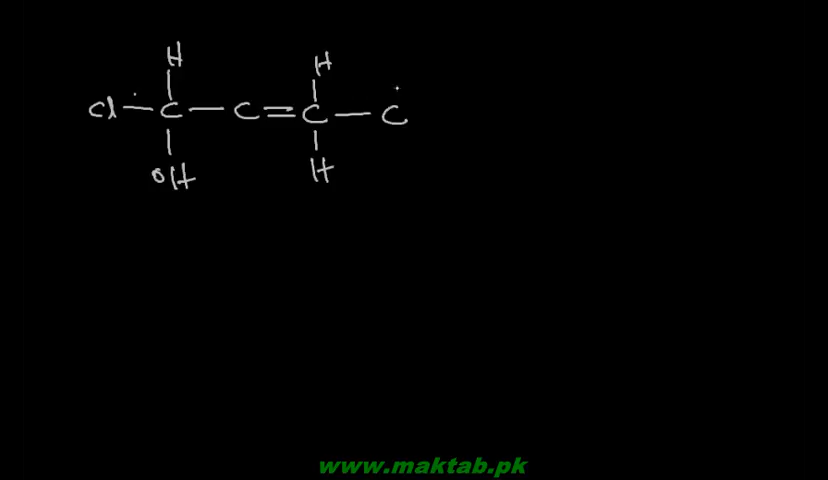 H H
Cl — C — C = C — C
OH H
www.maktab.pk